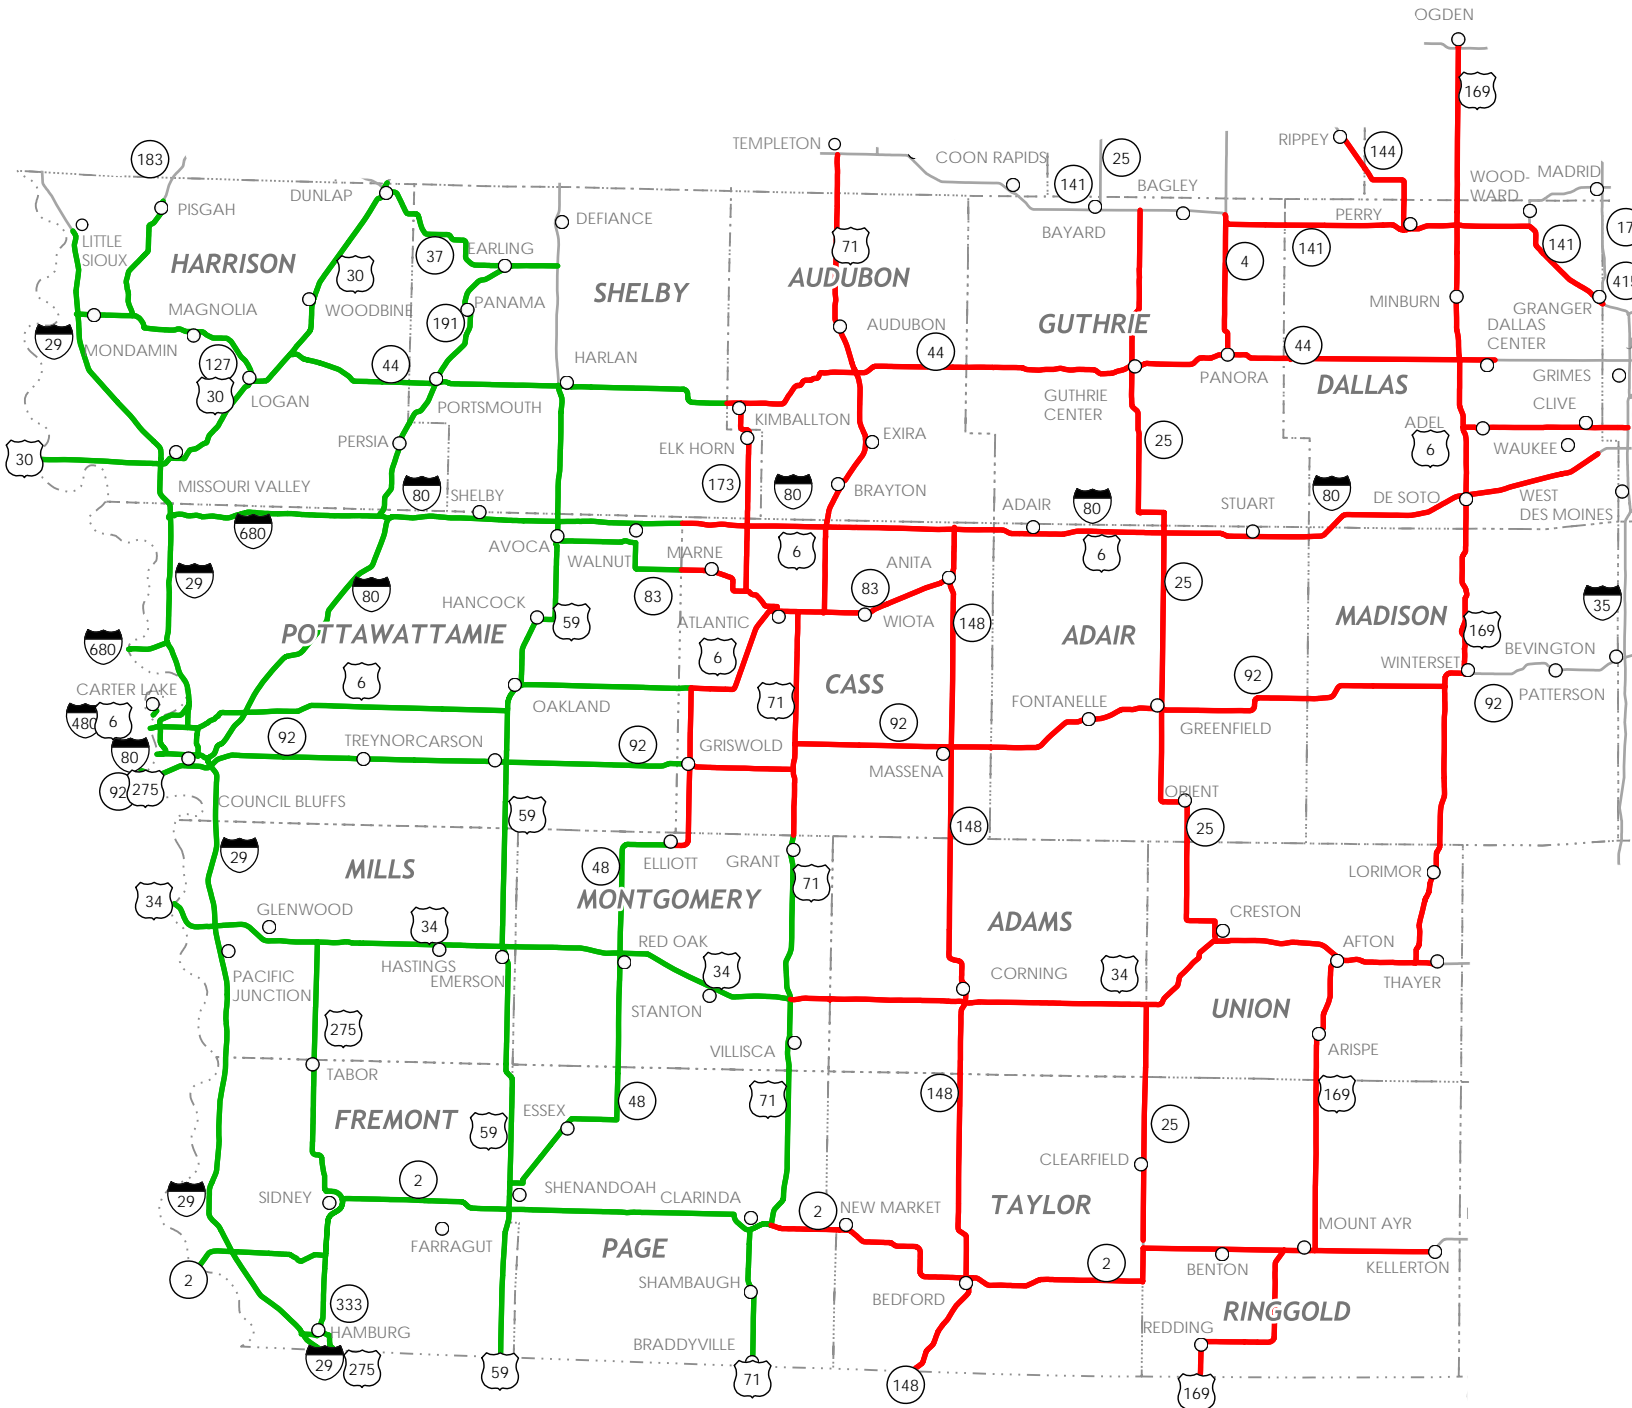 OGDEN
169
183
TEMPLETON
COON RAPIDS
25
RIPPEY
144
WOOD-
WARD
MADRID
DUNLAP
PISGAH
DEFIANCE
141
BAGLEY
PERRY
LITTLE
SIOUX
HARRISON
30
37
EARLING
71
BAYARD
4
141
141
17
SHELBY
AUDUBON
415
MAGNOLIA
WOODBINE
PANAMA
191
MINBURN
GRANGER
29
MONDAMIN
AUDUBON
GUTHRIE
DALLAS
CENTER
127
44
HARLAN
44
44
30
LOGAN
PORTSMOUTH
GUTHRIE
CENTER
PANORA
DALLAS
GRIMES
CLIVE
KIMBALLTON
EXIRA
ADEL
PERSIA
ELK HORN
25
6
WAUKEE
30
MISSOURI VALLEY
80
SHELBY
173
80
BRAYTON
ADAIR
80
STUART
80
DE SOTO
WEST
DES MOINES
680
AVOCA
WALNUT
MARNE
6
ANITA
6
29
80
HANCOCK
59
83
83
25
35
ATLANTIC
WIOTA
148
ADAIR
MADISON
169
680
POTTAWATTAMIE
6
6
CASS
WINTERSET
BEVINGTON
CARTER LAKE
OAKLAND
71
FONTANELLE
92
PATTERSON
92
480
6
92
TREYNOR
CARSON
92
GRISWOLD
92
GREENFIELD
80
MASSENA
92
275
COUNCIL BLUFFS
59
ORIENT
148
25
29
MILLS
48
ELLIOTT
GRANT
71
LORIMOR
34
GLENWOOD
34
MONTGOMERY
ADAMS
CRESTON
RED OAK
AFTON
HASTINGS
EMERSON
34
CORNING
34
PACIFIC
JUNCTION
STANTON
UNION
THAYER
275
VILLISCA
ARISPE
TABOR
FREMONT
ESSEX
48
71
148
169
59
25
CLEARFIELD
2
SIDNEY
29
SHENANDOAH
CLARINDA
2
NEW MARKET
TAYLOR
MOUNT AYR
FARRAGUT
PAGE
2
BENTON
KELLERTON
2
SHAMBAUGH
BEDFORD
333
HAMBURG
RINGGOLD
REDDING
BRADDYVILLE
29
275
59
71
148
169